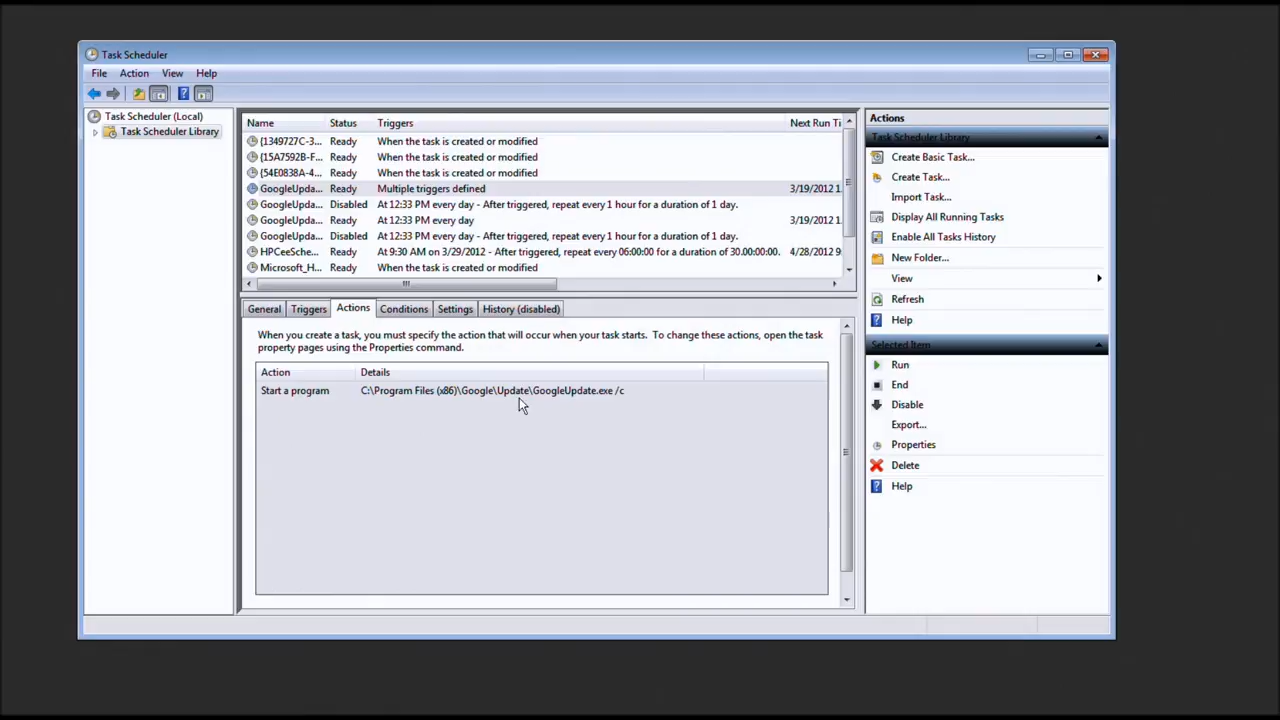 Task Scheduler
File Action View Help
Task Scheduler (Local)
Task Scheduler Library
Name Status Triggers Next Run Ti
{1349727C-3... Ready When the task is created or modified
{15A7592B-F... Ready When the task is created or modified
{54E0838A-4... Ready When the task is created or modified
GoogleUpda... Ready Multiple triggers defined 3/19/2012 1
GoogleUpda... Disabled At 12:33 PM every day - After triggered, repeat every 1 hour for a duration of 1 day.
GoogleUpda... Ready At 12:33 PM every day 3/19/2012 1
GoogleUpda... Disabled At 12:33 PM every day - After triggered, repeat every 1 hour for a duration of 1 day.
HPCeeSche... Ready At 9:30 AM on 3/29/2012 - After triggered, repeat every 06:00:00 for a duration of 30.00:00:00. 4/28/2012 9
Microsoft_H... Ready When the task is created or modified
General Triggers Actions Conditions Settings History (disabled)
When you create a task, you must specify the action that will occur when your task starts. To change these actions, open the task
property pages using the Properties command.
Action Details
Start a program C:\Program Files (x86)\Google\Update\GoogleUpdate.exe /c
Actions
Task Scheduler Library
Create Basic Task...
Create Task...
Import Task...
Display All Running Tasks
Enable All Tasks History
New Folder...
View
Refresh
Help
Selected Item
Run
End
Disable
Export...
Properties
Delete
Help